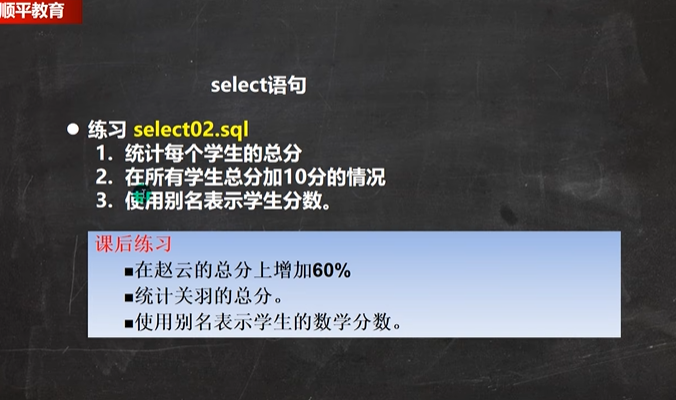 顺平教育
select语句
● 练习 select02.sql
1. 统计每个学生的总分
2. 在所有学生总分加10分的情况
3. 使用别名表示学生分数。
课后练习
■在赵云的总分上增加60%
■统计关羽的总分。
■使用别名表示学生的数学分数。